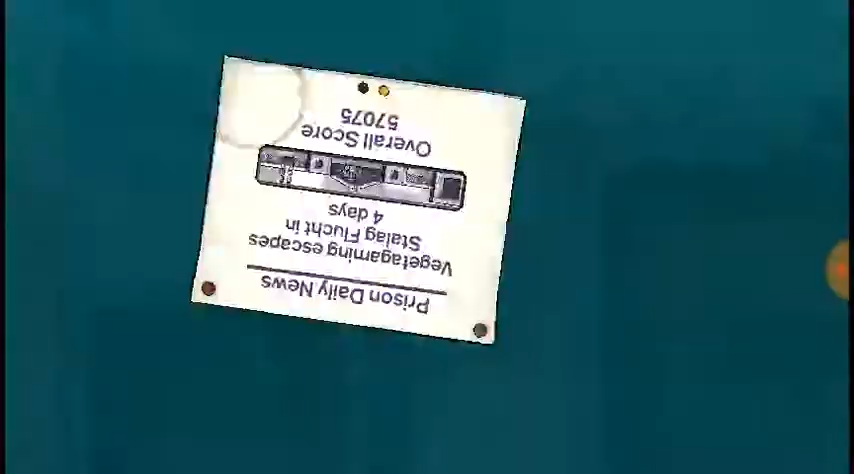 Prison Daily News
Vegetagaming escapes
Stalag Flucht in
4 days
Overall Score
57075